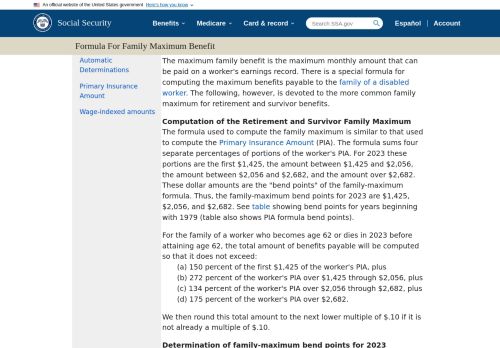 An official website of the United States government Here's how you know
Social Security
Benefits
Medicare
Card & record
Search SSA.gov
Español
Account
Formula For Family Maximum Benefit
Automatic
Determinations
Primary Insurance
Amount
Wage-indexed amounts
The maximum family benefit is the maximum monthly amount that can
be paid on a worker's earnings record. There is a special formula for
computing the maximum benefits payable to the family of a disabled
worker. The following, however, is devoted to the more common family
maximum for retirement and survivor benefits.
Computation of the Retirement and Survivor Family Maximum
The formula used to compute the family maximum is similar to that used
to compute the Primary Insurance Amount (PIA). The formula sums four
separate percentages of portions of the worker's PIA. For 2023 these
portions are the first $1,425, the amount between $1,425 and $2,056,
the amount between $2,056 and $2,682, and the amount over $2,682.
These dollar amounts are the "bend points" of the family-maximum
formula. Thus, the family-maximum bend points for 2023 are $1,425,
$2,056, and $2,682. See table showing bend points for years beginning
with 1979 (table also shows PIA formula bend points).
For the family of a worker who becomes age 62 or dies in 2023 before
attaining age 62, the total amount of benefits payable will be computed
so that it does not exceed:
(a) 150 percent of the first $1,425 of the worker's PIA, plus
(b) 272 percent of the worker's PIA over $1,425 through $2,056, plus
(c) 134 percent of the worker's PIA over $2,056 through $2,682, plus
(d) 175 percent of the worker's PIA over $2,682.
We then round this total amount to the next lower multiple of $.10 if it is
not already a multiple of $.10.
Determination of family-maximum bend points for 2023